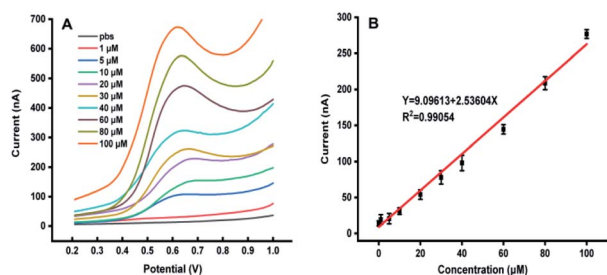 A
700
600
500
400
300
200
100
0
Current (nA)
pbs
1 μM
5 μM
10 μM
20 μM
30 μM
40 μM
60 μM
80 μM
100 μM
0.2 0.3 0.4 0.5 0.6 0.7 0.8 0.9 1.0
Potential (V)
B
300
250
200
150
100
50
0
Current (nA)
Y=9.09613+2.53604X
R²=0.99054
0 20 40 60 80 100
Concentration (μM)